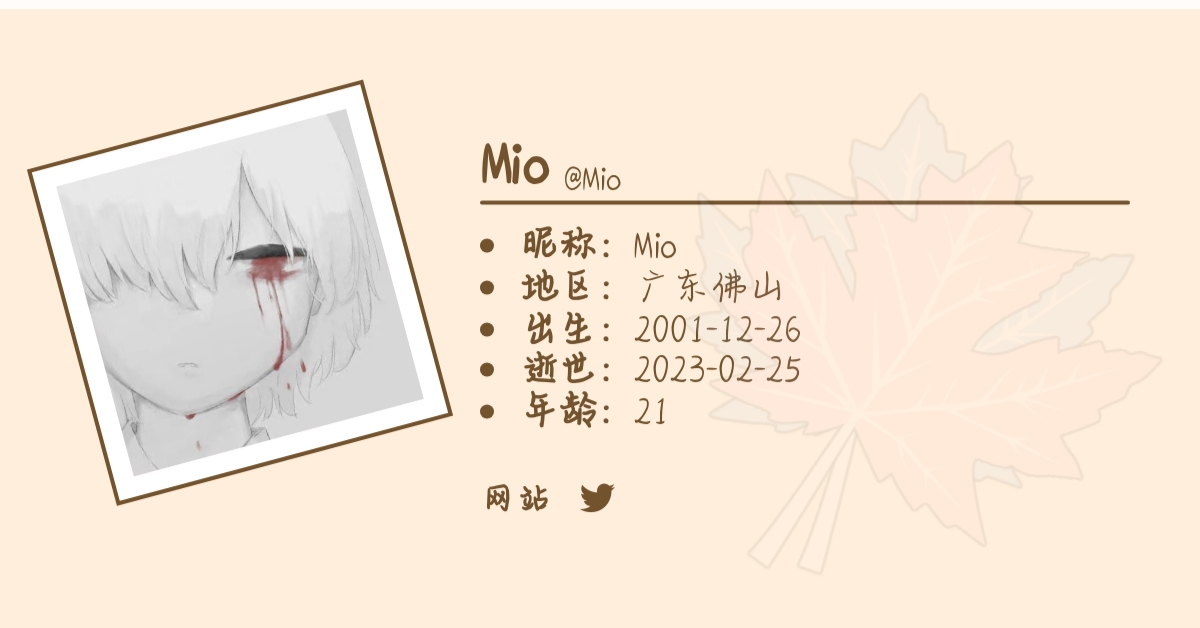 Mio @Mio
昵称： Mio
地区： 广东佛山
出生： 2001-12-26
逝世： 2023-02-25
年龄： 21
网站